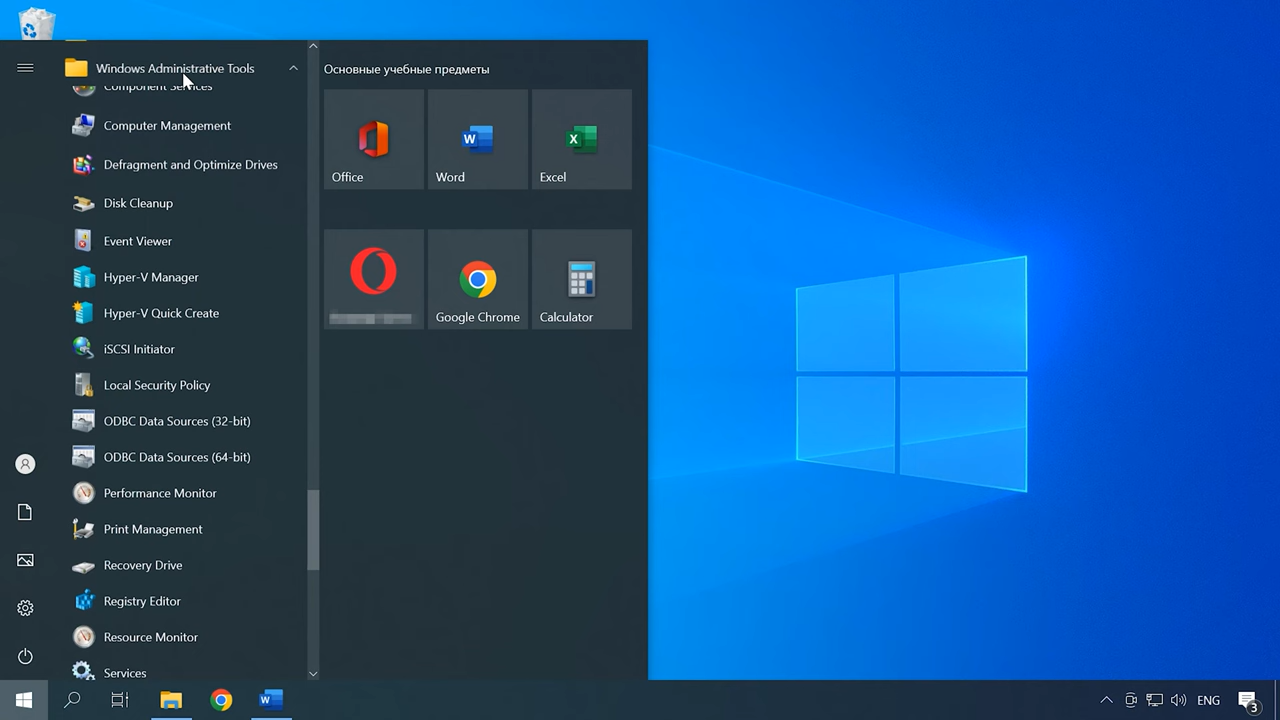 Windows Administrative Tools
Component Services
Computer Management
Defragment and Optimize Drives
Disk Cleanup
Event Viewer
Hyper-V Manager
Hyper-V Quick Create
iSCSI Initiator
Local Security Policy
ODBC Data Sources (32-bit)
ODBC Data Sources (64-bit)
Performance Monitor
Print Management
Recovery Drive
Registry Editor
Resource Monitor
Services
Основные учебные предметы
Office
Word
Excel
Google Chrome
Calculator
ENG
3